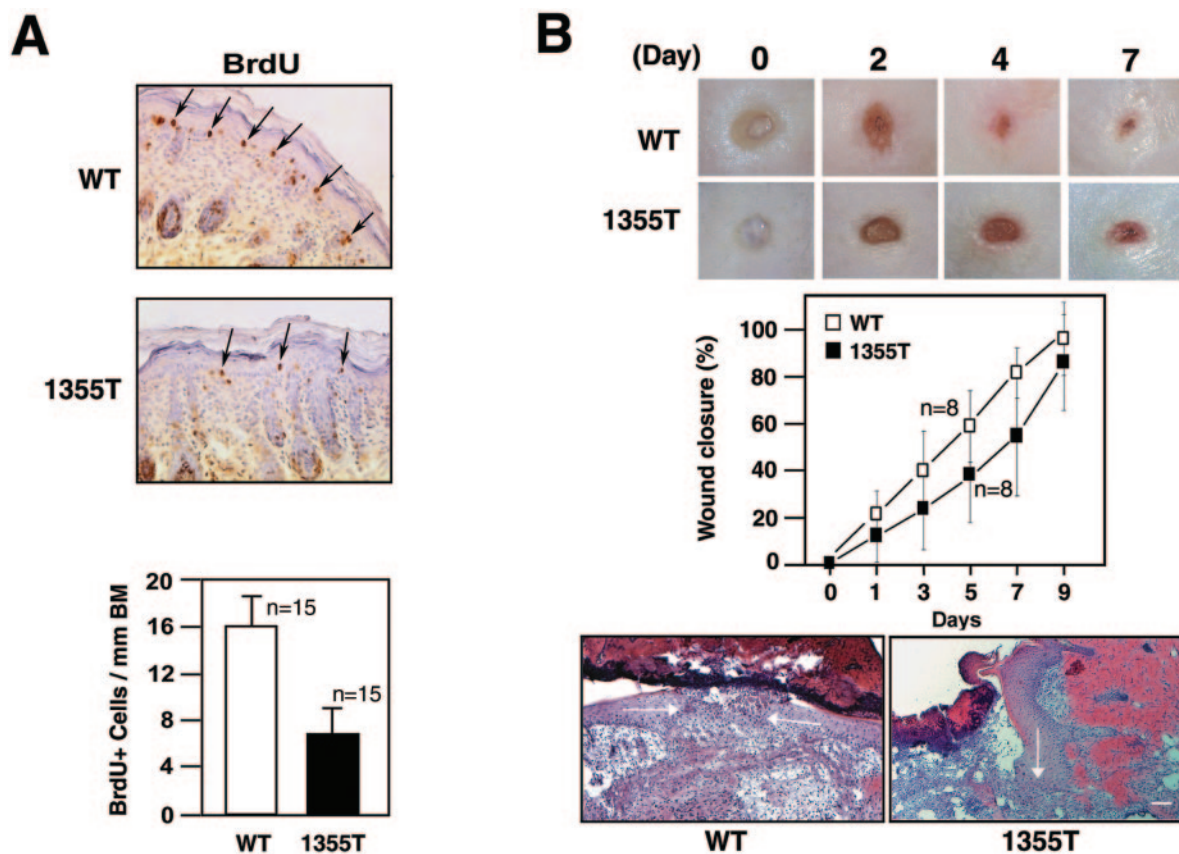 A
BrdU
WT
1355T
20
16
12
8
4
0
BrdU+ Cells / mm BM
n=15
n=15
WT 1355T
B
(Day) 0 2 4 7
WT
1355T
100
80
60
40
20
0
Wound closure (%)
WT
1355T
n=8
n=8
0 1 3 5 7 9
Days
WT 1355T